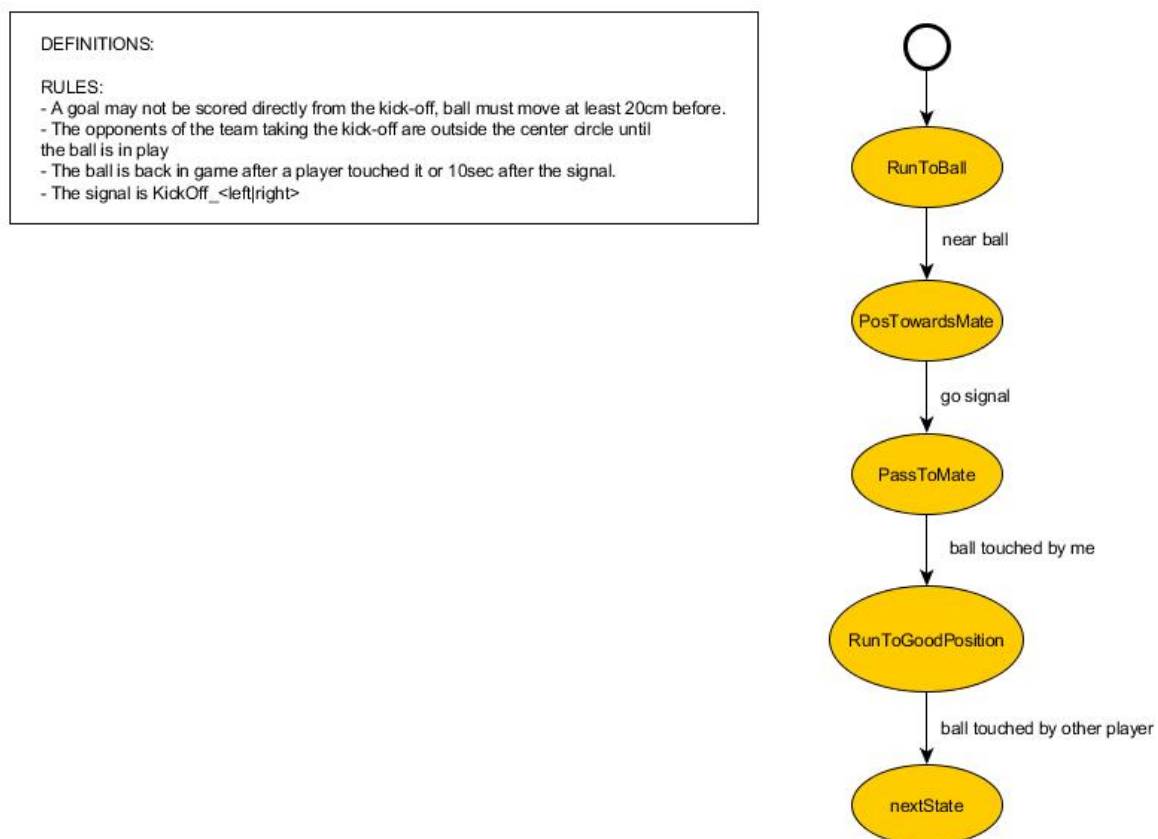 DEFINITIONS:
RULES:
- A goal may not be scored directly from the kick-off, ball must move at least 20cm before.
- The opponents of the team taking the kick-off are outside the center circle until
the ball is in play
- The ball is back in game after a player touched it or 10sec after the signal.
- The signal is KickOff_<left|right>
RunToBall
near ball
PosTowardsMate
go signal
PassToMate
ball touched by me
RunToGoodPosition
ball touched by other player
nextState